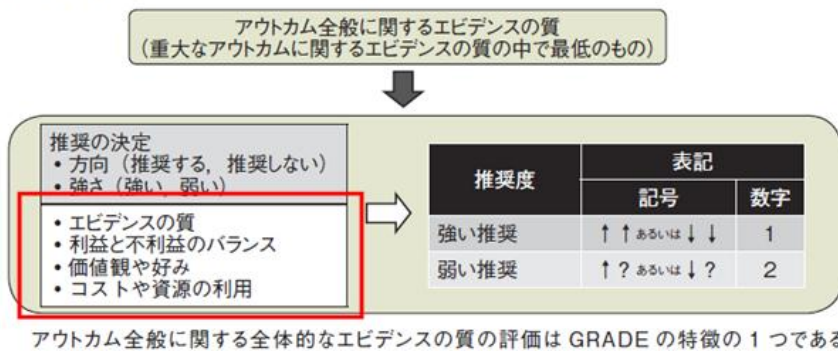 アウトカム全般に関するエビデンスの質
(重大なアウトカムに関するエビデンスの質の中で最低のもの)
推奨の決定
• 方向(推奨する,推奨しない)
• 強さ(強い,弱い)
• エビデンスの質
• 利益と不利益のバランス
• 価値観や好み
• コストや資源の利用
推奨度 表記
記号 数字
強い推奨 ↑↑あるいは↓↓ 1
弱い推奨 ↑?あるいは↓? 2
アウトカム全般に関する全体的なエビデンスの質の評価は GRADE の特徴の 1 つである